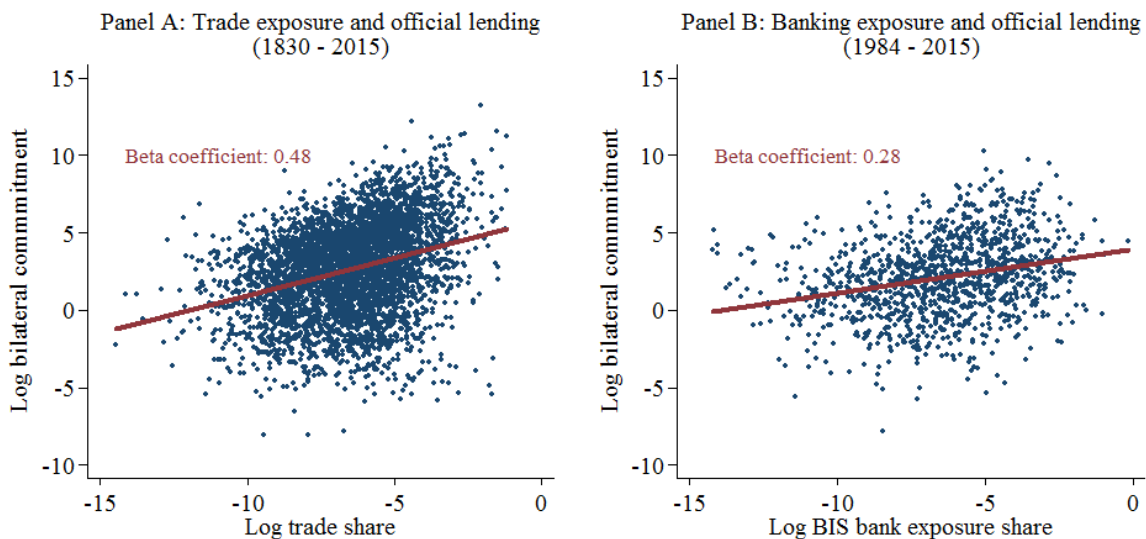 Panel A: Trade exposure and official lending
(1830 - 2015)
Log bilateral commitment
15
10
5
0
-5
-10
Beta coefficient: 0.48
-15
-10
-5
0
Log trade share
Panel B: Banking exposure and official lending
(1984 - 2015)
Log bilateral commitment
15
10
5
0
-5
-10
Beta coefficient: 0.28
-15
-10
-5
0
Log BIS bank exposure share